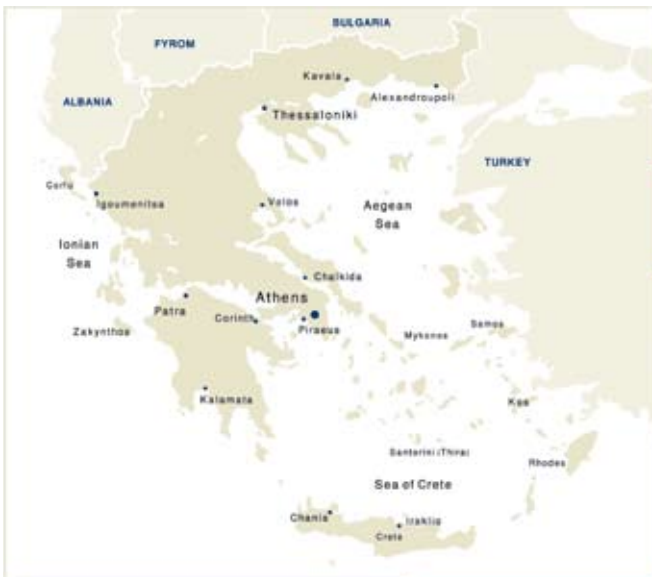 BULGARIA
FYROM
Kavala
ALBANIA
Alexandroupoli
Thessaloniki
TURKEY
Corfu
Igoumenitsa
Volos
Aegean
Sea
Ionian
Sea
Chalkida
Athens
Patra
Corinth
Piraeus
Zakynthos
Mykonos
Samos
Kalamata
Kos
Santorini (Thira)
Rhodes
Sea of Crete
Chania
Iraklio
Crete